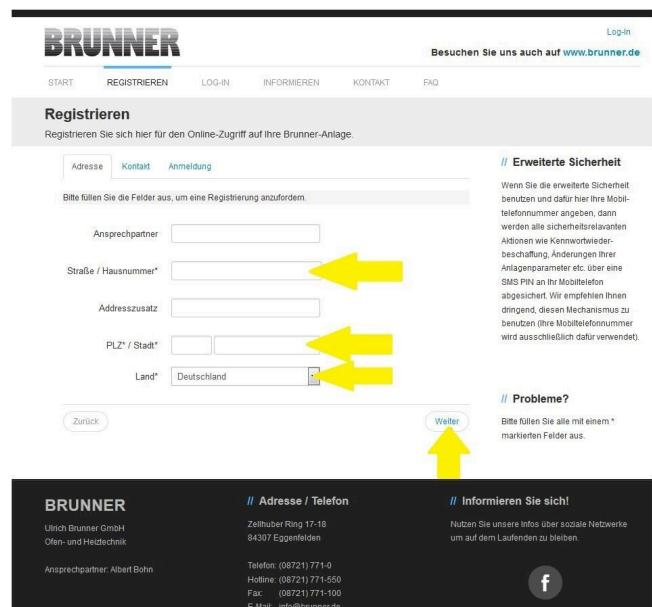 BRUNNER
Log-In
Besuchen Sie uns auch auf www.brunner.de
START REGISTRIEREN LOG-IN INFORMIEREN KONTAKT FAQ
Registrieren
Registrieren Sie sich hier für den Online-Zugriff auf Ihre Brunner-Anlage.
Adresse Kontakt Anmeldung
Bitte füllen Sie die Felder aus, um eine Registrierung anzufordern.
Ansprechpartner
Straße / Hausnummer*
Addresszusatz
PLZ* / Stadt*
Land* Deutschland
Zurück Weiter
// Erweiterte Sicherheit
Wenn Sie die erweiterte Sicherheit
benutzen und dafür hier Ihre Mobil-
telefonnummer angeben, dann
werden alle sicherheitsrelevanten
Aktionen wie Kennwortwieder-
beschaffung, Änderungen Ihrer
Anlagenparameter etc. über eine
SMS PIN an Ihr Mobiltelefon
abgesichert. Wir empfehlen Ihnen
dringend, diesen Mechanismus zu
benutzen (Ihre Mobiltelefonnummer
wird ausschließlich dafür verwendet).
// Probleme?
Bitte füllen Sie alle mit einem *
markierten Felder aus.
BRUNNER
Ulrich Brunner GmbH
Ofen- und Heiztechnik
Ansprechpartner: Albert Bohn
// Adresse / Telefon
Zellhuber Ring 17-18
84307 Eggenfelden
Telefon: (08721) 771-0
Hotline: (08721) 771-550
Fax: (08721) 771-100
E-Mail: info@brunner.de
// Informieren Sie sich!
Nutzen Sie unsere Infos über soziale Netzwerke
um auf dem Laufenden zu bleiben.
f